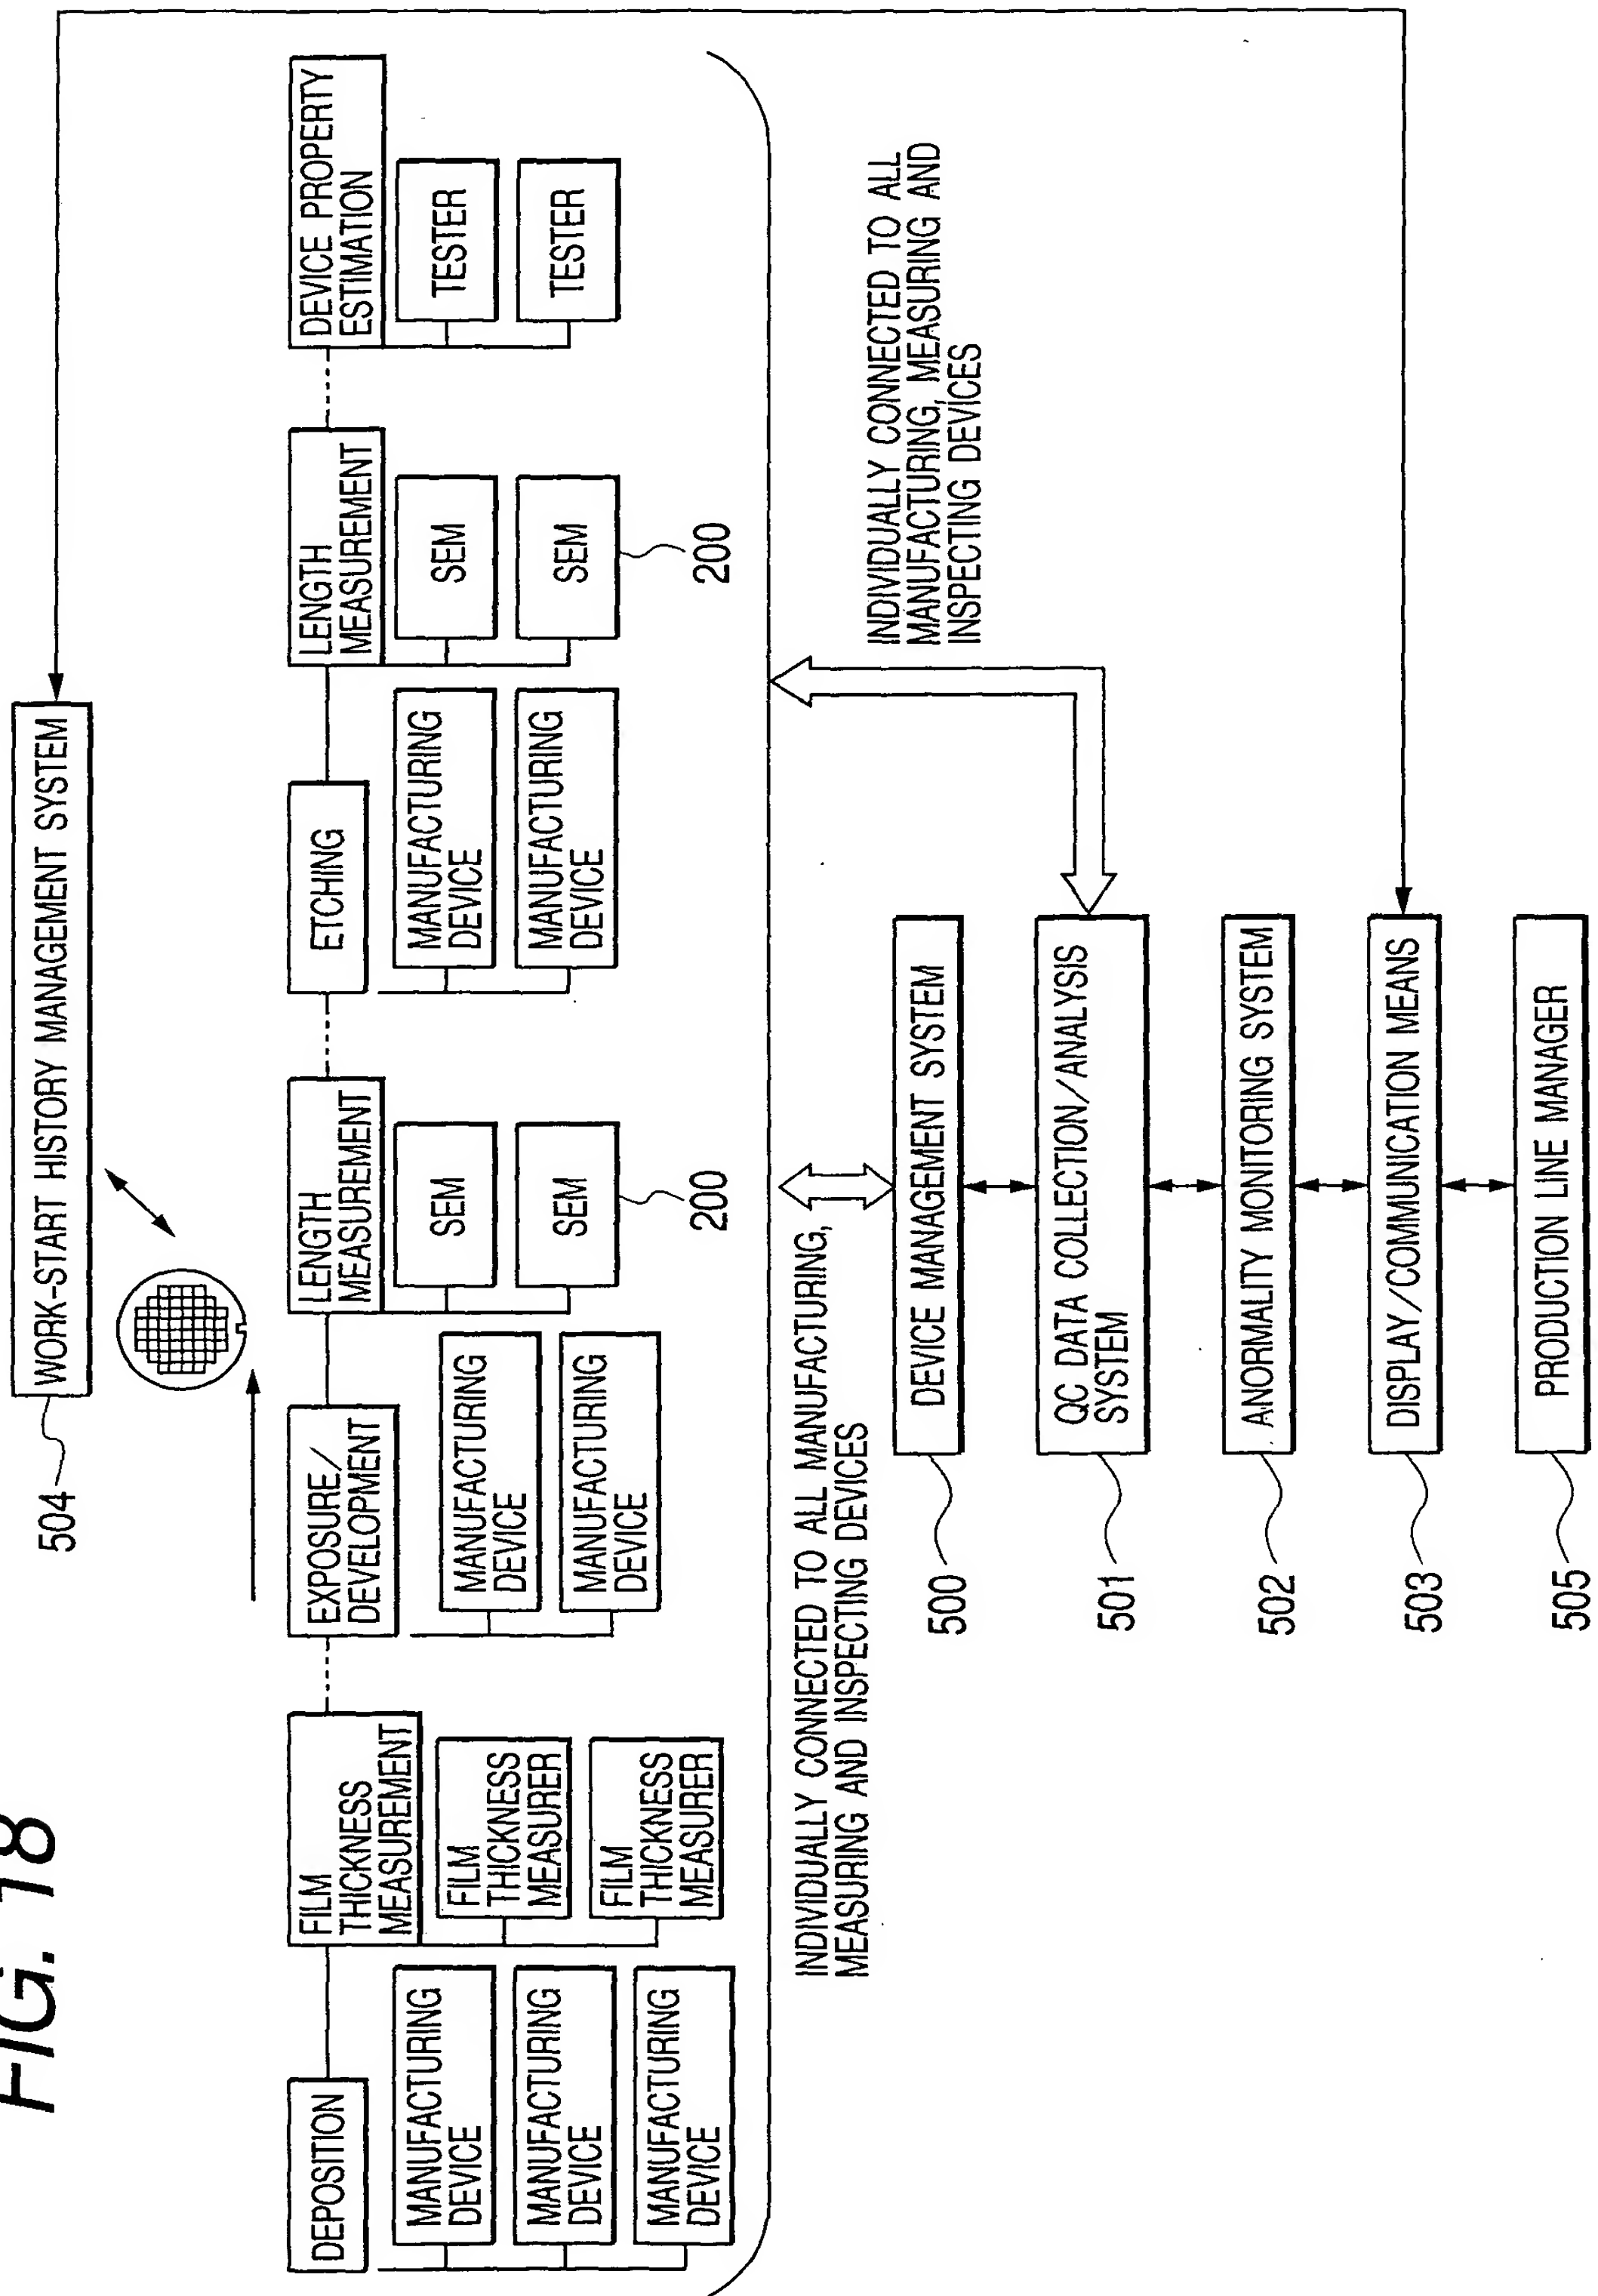 FIG. 18
504
WORK-START HISTORY MANAGEMENT SYSTEM
DEPOSITION
MANUFACTURING
DEVICE
MANUFACTURING
DEVICE
MANUFACTURING
DEVICE
FILM
THICKNESS
MEASUREMENT
FILM
THICKNESS
MEASURER
FILM
THICKNESS
MEASURER
EXPOSURE/
DEVELOPMENT
MANUFACTURING
DEVICE
MANUFACTURING
DEVICE
LENGTH
MEASUREMENT
SEM
SEM
200
ETCHING
MANUFACTURING
DEVICE
MANUFACTURING
DEVICE
LENGTH
MEASUREMENT
SEM
SEM
200
DEVICE PROPERTY
ESTIMATION
TESTER
TESTER
INDIVIDUALLY CONNECTED TO ALL MANUFACTURING,
MEASURING AND INSPECTING DEVICES
INDIVIDUALLY CONNECTED TO ALL
MANUFACTURING, MEASURING AND
INSPECTING DEVICES
500
DEVICE MANAGEMENT SYSTEM
501
QC DATA COLLECTION/ANALYSIS
SYSTEM
502
ANORMALITY MONITORING SYSTEM
503
DISPLAY/COMMUNICATION MEANS
505
PRODUCTION LINE MANAGER